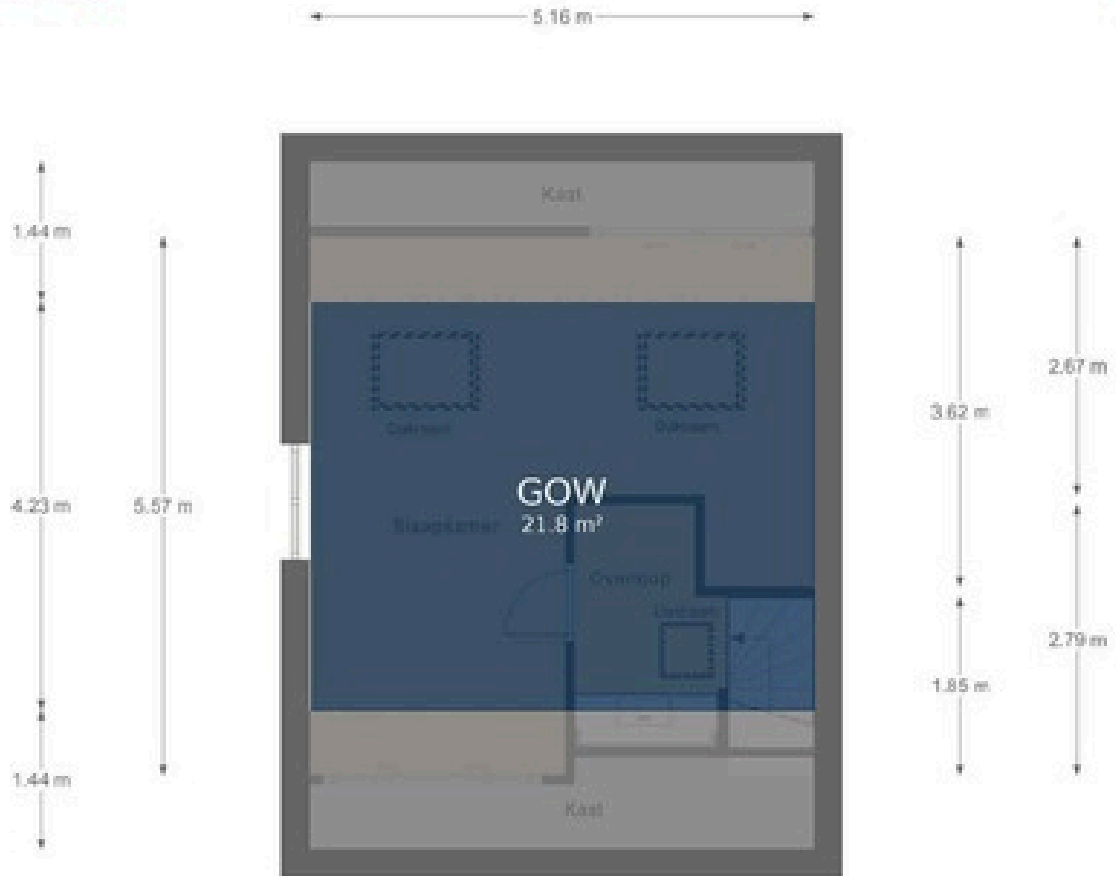 5.16 m
Kast
1.44 m
2.67 m
3.62 m
Dakraam
Dakraam
GOW
21.8 m²
4.23 m
5.57 m
Slaapkamer
Overloop
Dakraam
2.79 m
1.85 m
1.44 m
Kast